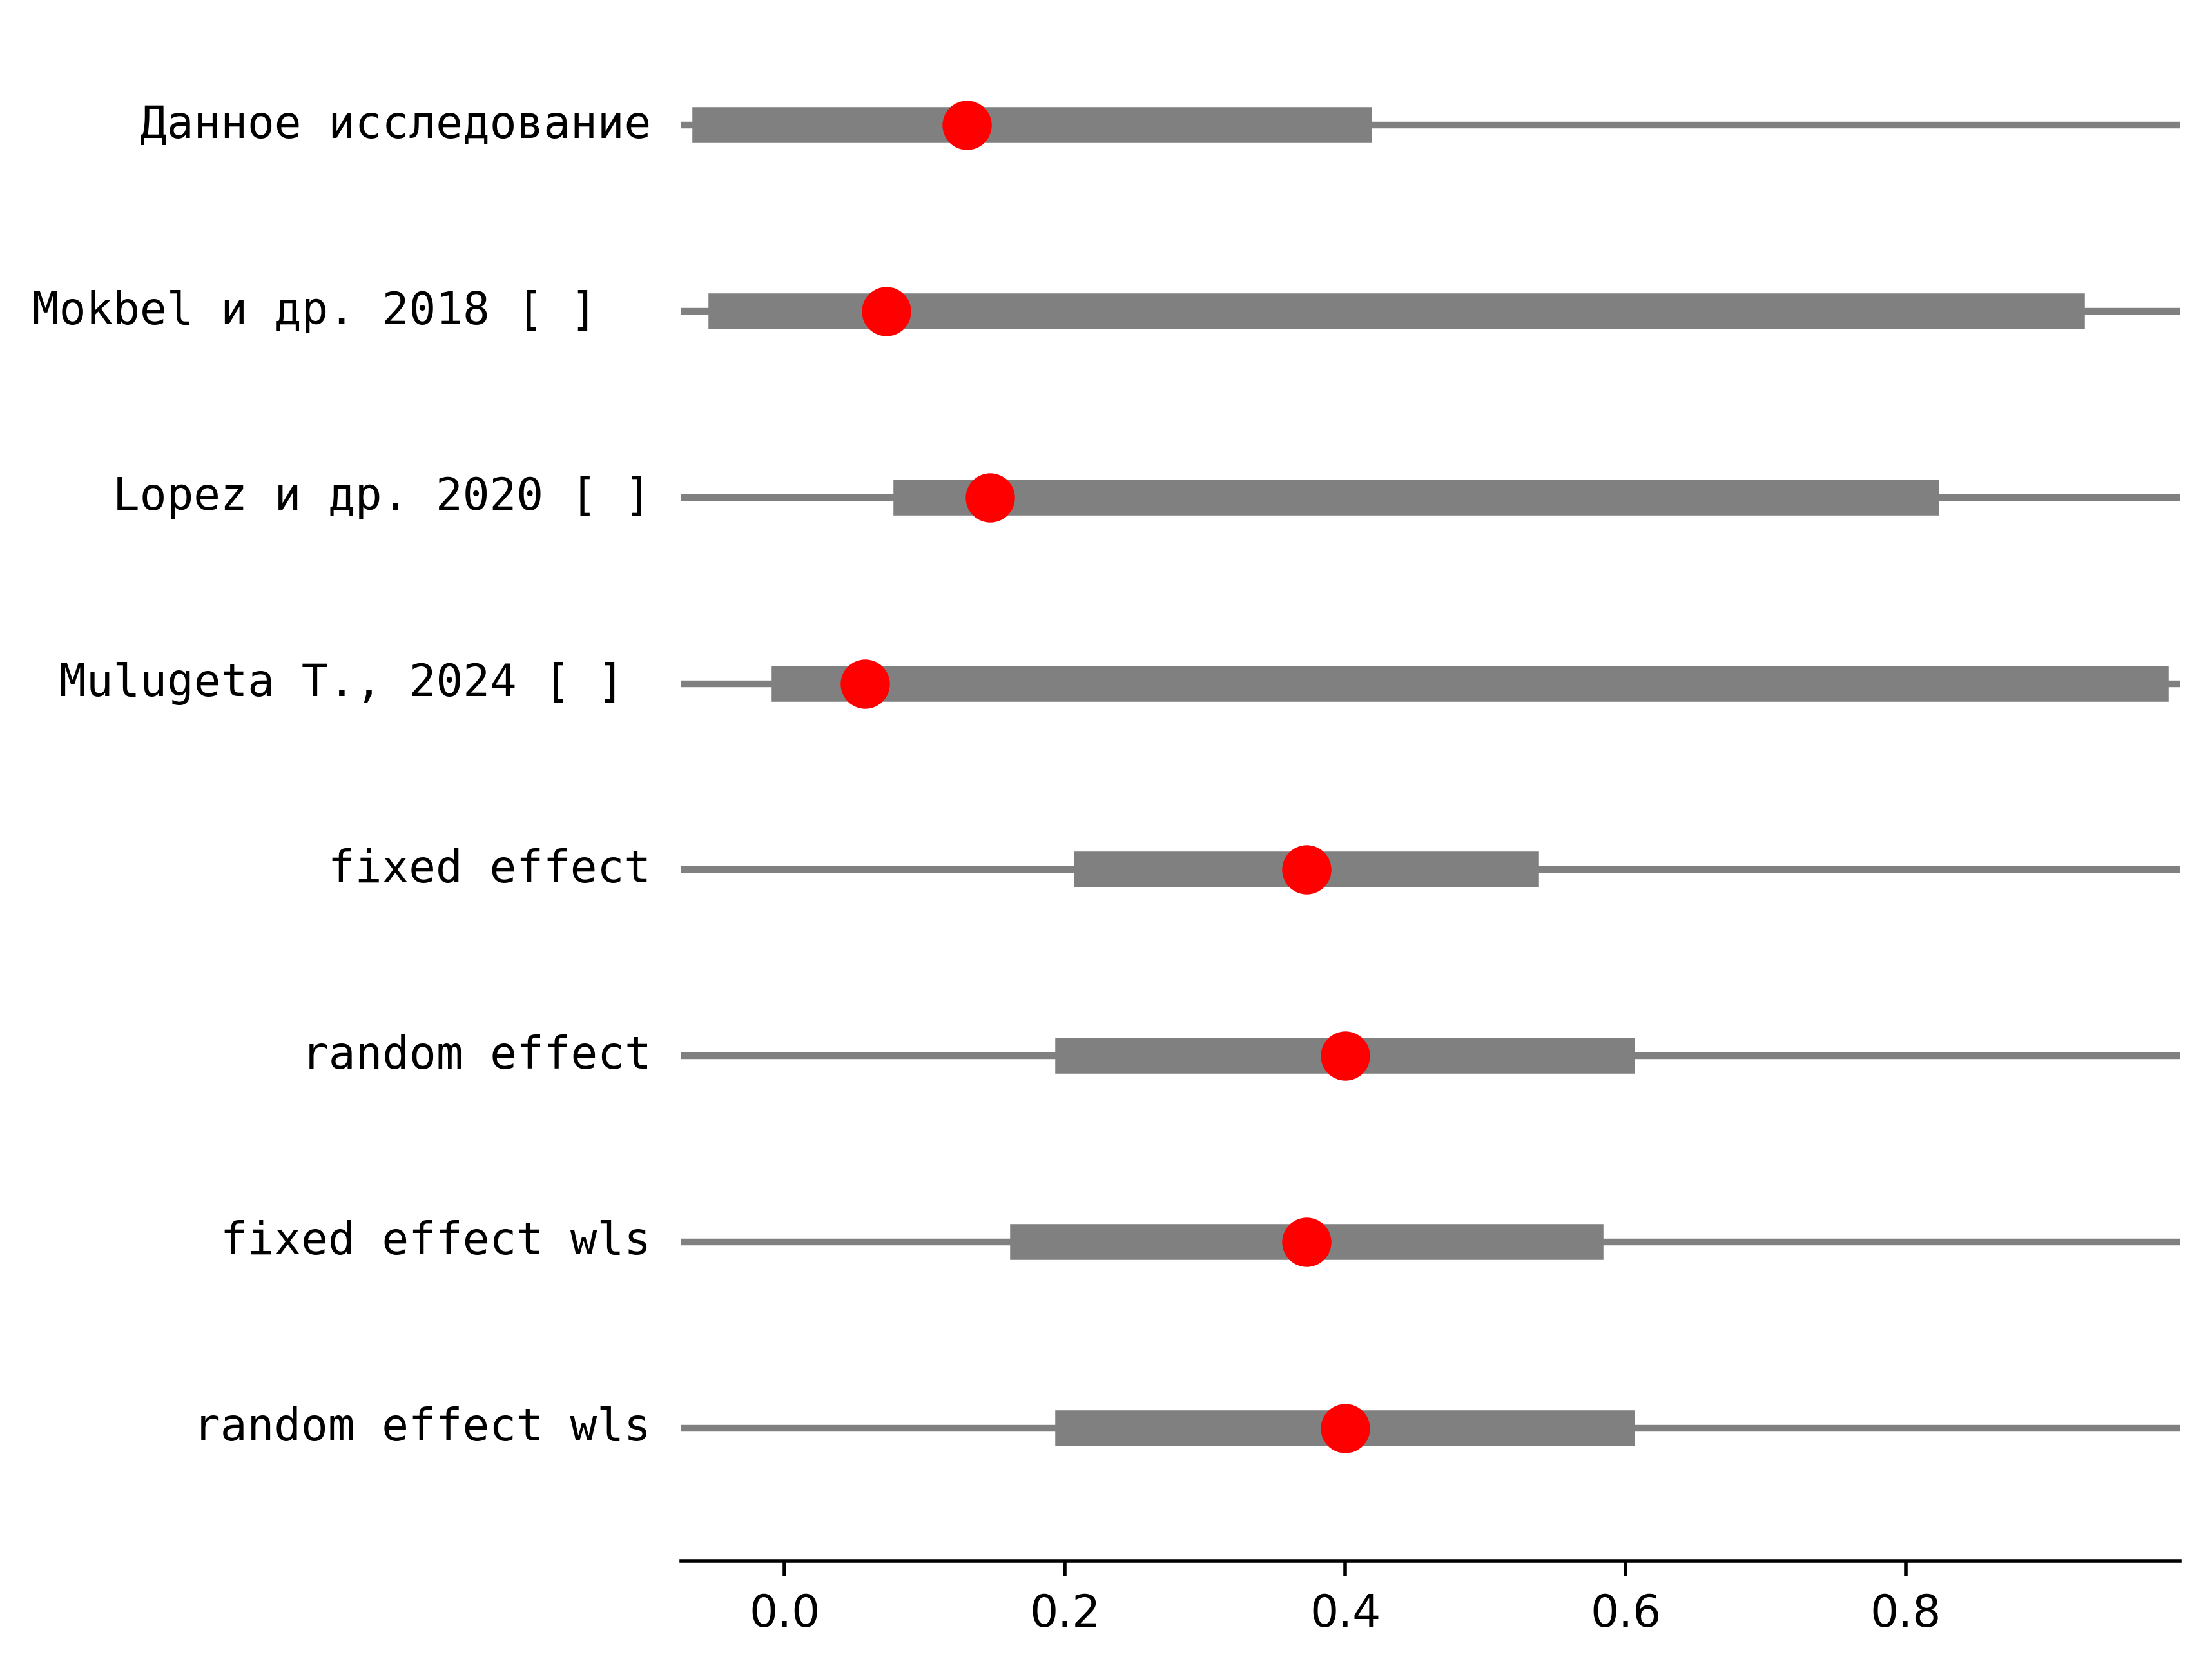 Данное исследование
Mokbel и др. 2018 [ ]
Lopez и др. 2020 [ ]
Mulugeta T., 2024 [ ]
fixed effect
random effect
fixed effect wls
random effect wls
0.0 0.2 0.4 0.6 0.8